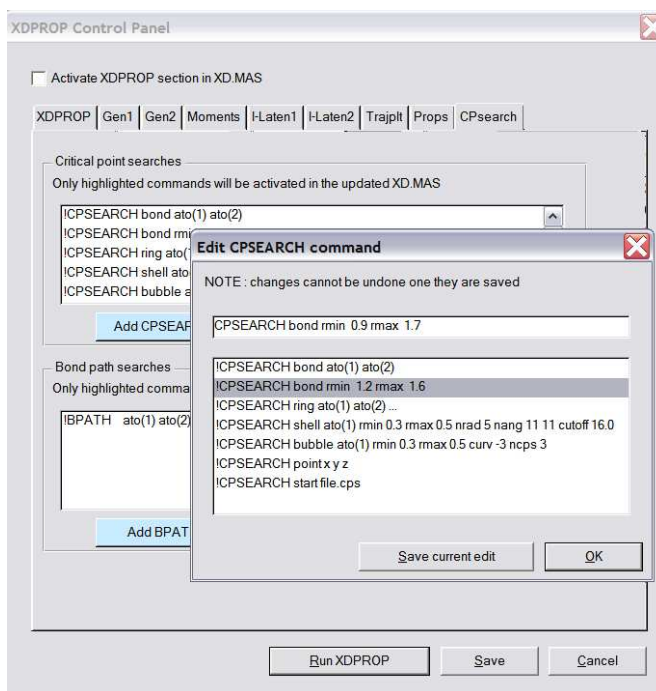 XDPROP Control Panel
Activate XDPROP section in XD.MAS
XDPROP Gen1 Gen2 Moments I-Laten1 I-Laten2 Trajplt Props CPsearch
Critical point searches
Only highlighted commands will be activated in the updated XD.MAS
!CPSEARCH bond ato(1) ato(2)
!CPSEARCH bond rmi
!CPSEARCH ring ato(
!CPSEARCH shell ato
!CPSEARCH bubble a
Add CPSEAR
Bond path searches
Only highlighted comma
!BPATH ato(1) ato(2)
Add BPAT
Edit CPSEARCH command
NOTE : changes cannot be undone one they are saved
CPSEARCH bond rmin 0.9 rmax 1.7
!CPSEARCH bond ato(1) ato(2)
!CPSEARCH bond rmin 1.2 rmax 1.6
!CPSEARCH ring ato(1) ato(2) ...
!CPSEARCH shell ato(1) rmin 0.3 rmax 0.5 nrad 5 nang 11 11 cutoff 16.0
!CPSEARCH bubble ato(1) rmin 0.3 rmax 0.5 curv -3 ncps 3
!CPSEARCH point x y z
!CPSEARCH start file.cps
Save current edit OK
Run XDPROP Save Cancel